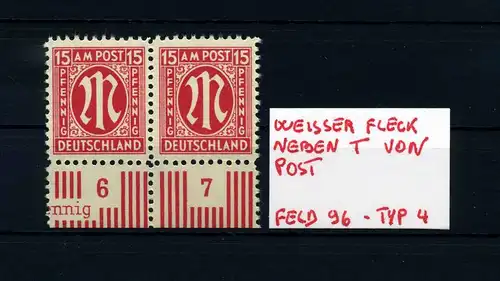 15 AM POST 15 15 AM POST 15
PFENNIG M PFENNIG PFENNIG M PFENNIG
DEUTSCHLAND DEUTSCHLAND
6 7
nnig
WEISSER FLECK
NEBEN T VON
POST
FELD 96 - TYP 4